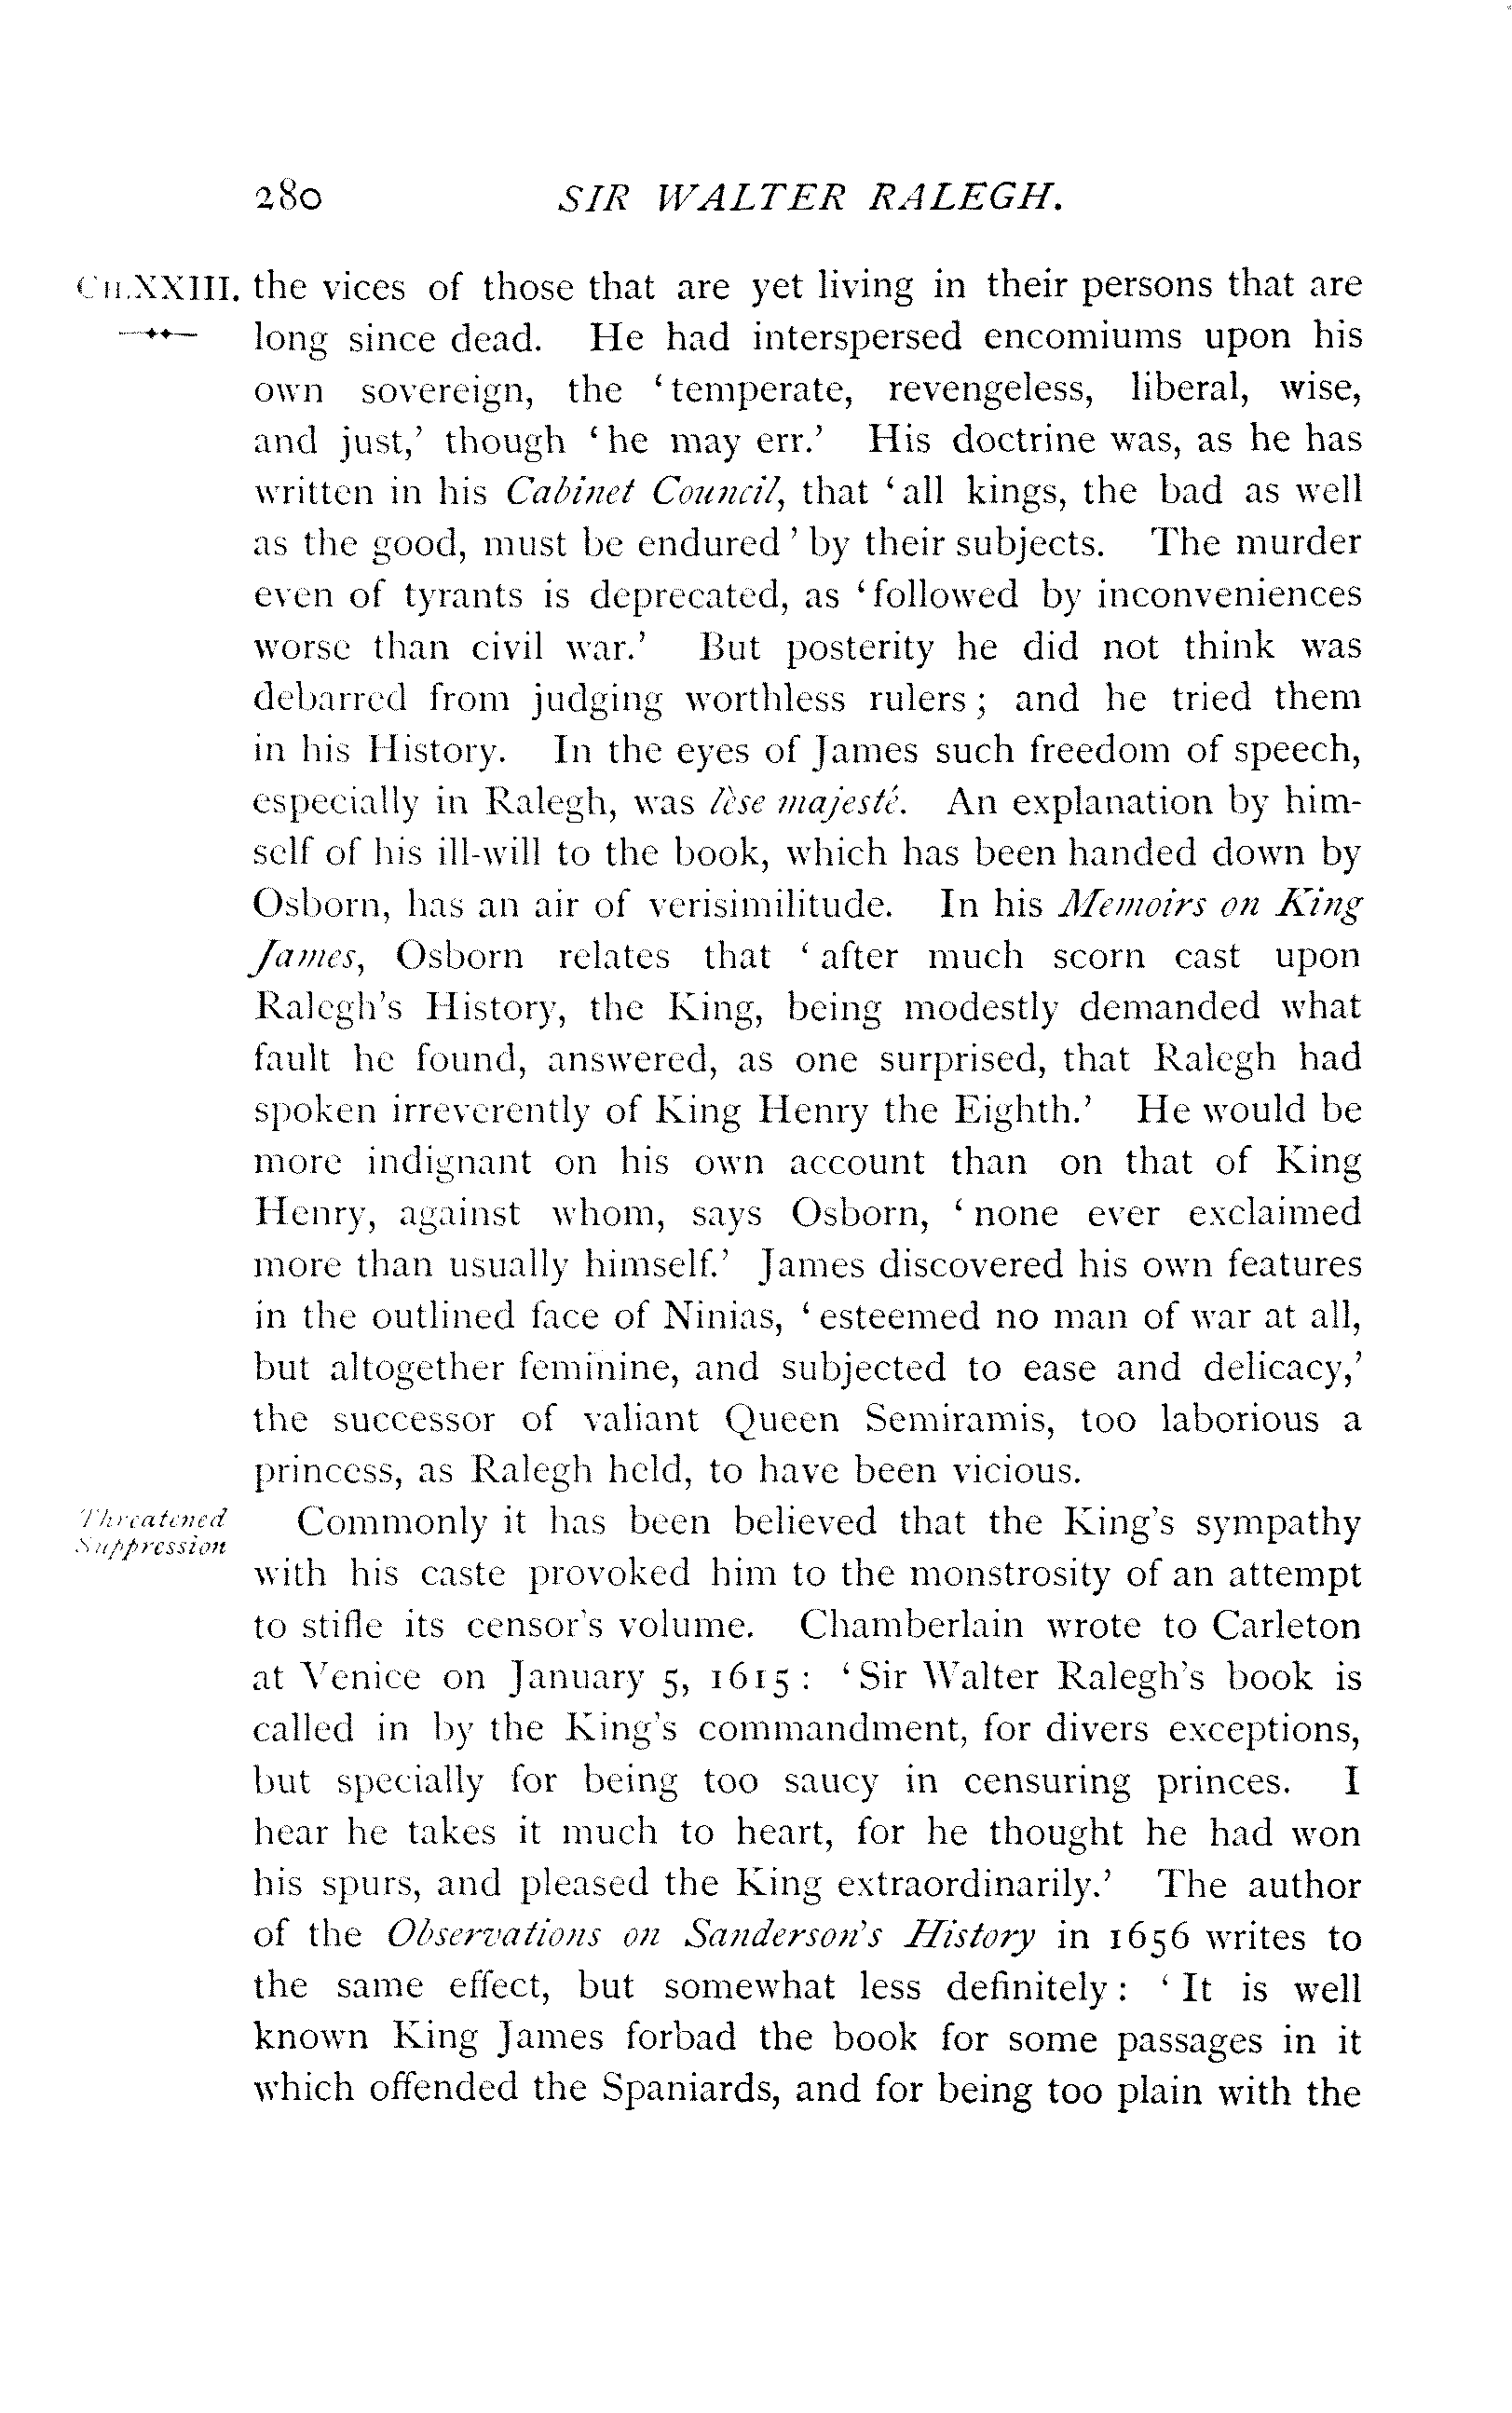 280 SIR WALTER RALEGH.
CH.XXIII. the vices of those that are yet living in their persons that are
long since dead. He had interspersed encomiums upon his
own sovereign, the ‘temperate, revengeless, liberal, wise,
and just,’ though ‘he may err.’ His doctrine was, as he has
written in his Cabinet Council, that ‘all kings, the bad as well
as the good, must be endured’ by their subjects. The murder
even of tyrants is deprecated, as ‘followed by inconveniences
worse than civil war.’ But posterity he did not think was
debarred from judging worthless rulers; and he tried them
in his History. In the eyes of James such freedom of speech,
especially in Ralegh, was lèse majesté. An explanation by him-
self of his ill-will to the book, which has been handed down by
Osborn, has an air of verisimilitude. In his Memoirs on King
James, Osborn relates that ‘after much scorn cast upon
Ralegh's History, the King, being modestly demanded what
fault he found, answered, as one surprised, that Ralegh had
spoken irreverently of King Henry the Eighth.’ He would be
more indignant on his own account than on that of King
Henry, against whom, says Osborn, ‘none ever exclaimed
more than usually himself.’ James discovered his own features
in the outlined face of Ninias, ‘esteemed no man of war at all,
but altogether feminine, and subjected to ease and delicacy,’
the successor of valiant Queen Semiramis, too laborious a
princess, as Ralegh held, to have been vicious.
Threatened
Suppression
Commonly it has been believed that the King's sympathy
with his caste provoked him to the monstrosity of an attempt
to stifle its censor's volume. Chamberlain wrote to Carleton
at Venice on January 5, 1615: ‘Sir Walter Ralegh's book is
called in by the King's commandment, for divers exceptions,
but specially for being too saucy in censuring princes. I
hear he takes it much to heart, for he thought he had won
his spurs, and pleased the King extraordinarily.’ The author
of the Observations on Sanderson's History in 1656 writes to
the same effect, but somewhat less definitely: ‘It is well
known King James forbad the book for some passages in it
which offended the Spaniards, and for being too plain with the